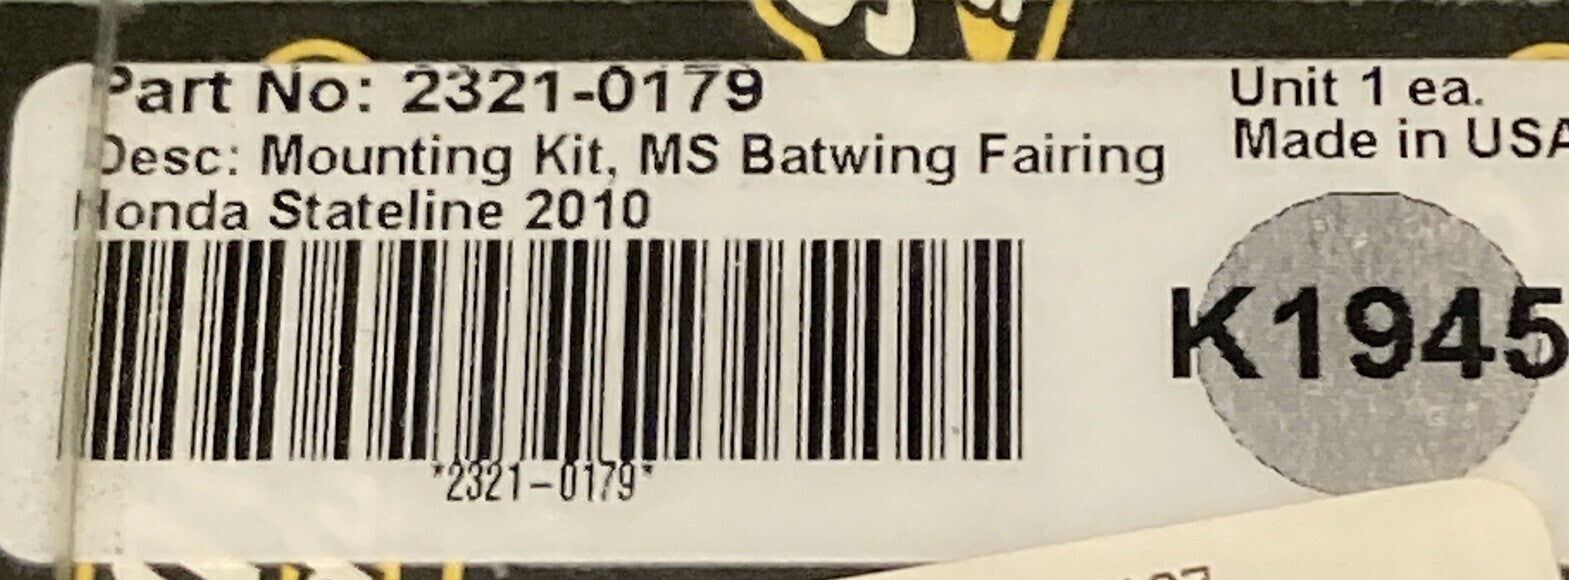 Part No: 2321-0179
Desc: Mounting Kit, MS Batwing Fairing
Honda Stateline 2010
*2321-0179*
Unit 1 ea.
Made in USA
K1945